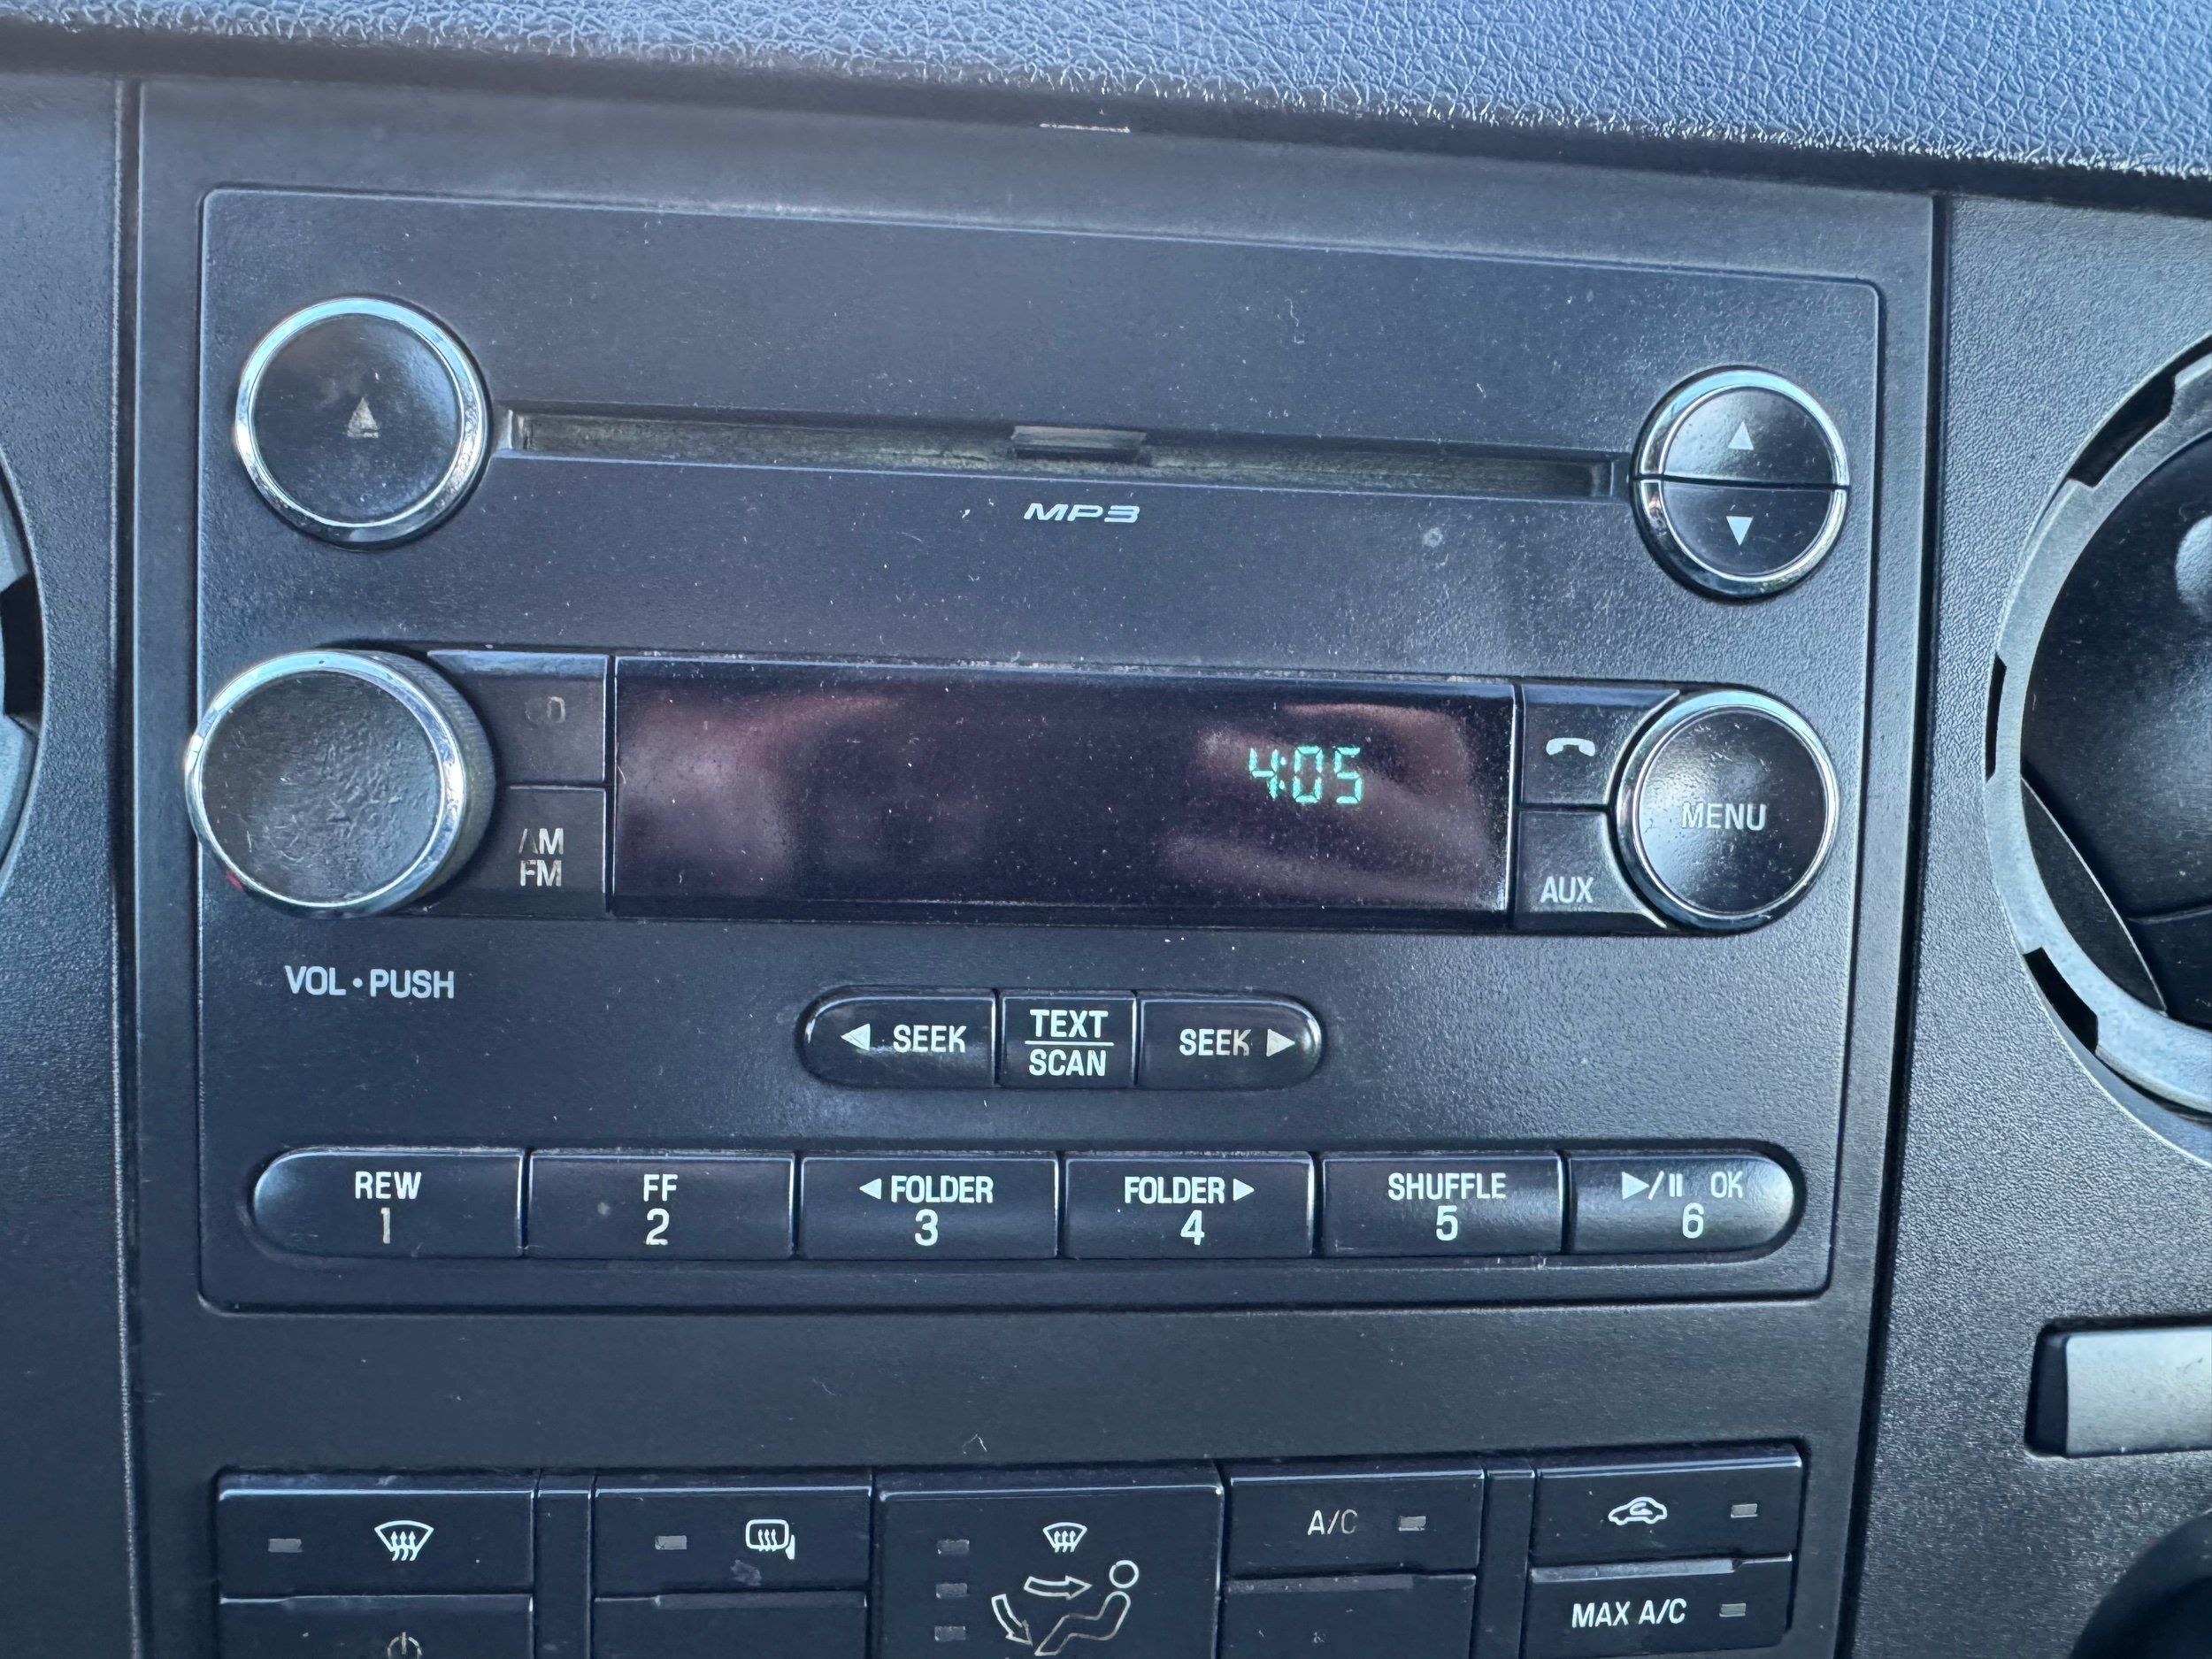 MP3
CD
4:05
MENU
AM
FM
AUX
VOL • PUSH
◀ SEEK
TEXT
SCAN
SEEK ▶
REW
1
FF
2
◀ FOLDER
3
FOLDER ▶
4
SHUFFLE
5
▶/II OK
6
A/C
MAX A/C